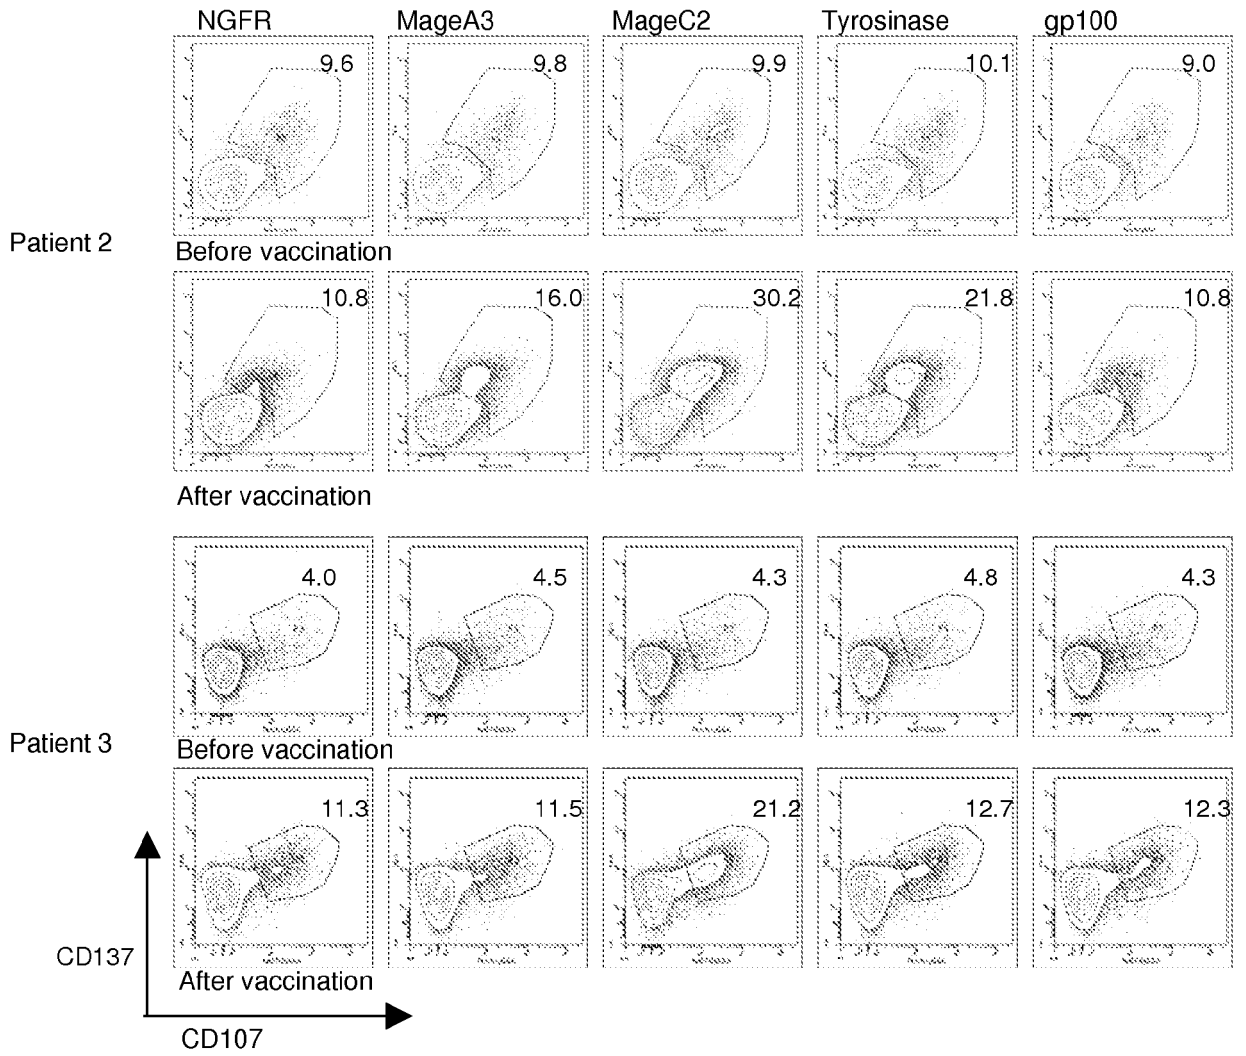 NGFR MageA3 MageC2 Tyrosinase gp100
9.6 9.8 9.9 10.1 9.0
Patient 2
Before vaccination
10.8 16.0 30.2 21.8 10.8
After vaccination
4.0 4.5 4.3 4.8 4.3
Patient 3
Before vaccination
11.3 11.5 21.2 12.7 12.3
CD137
After vaccination
CD107